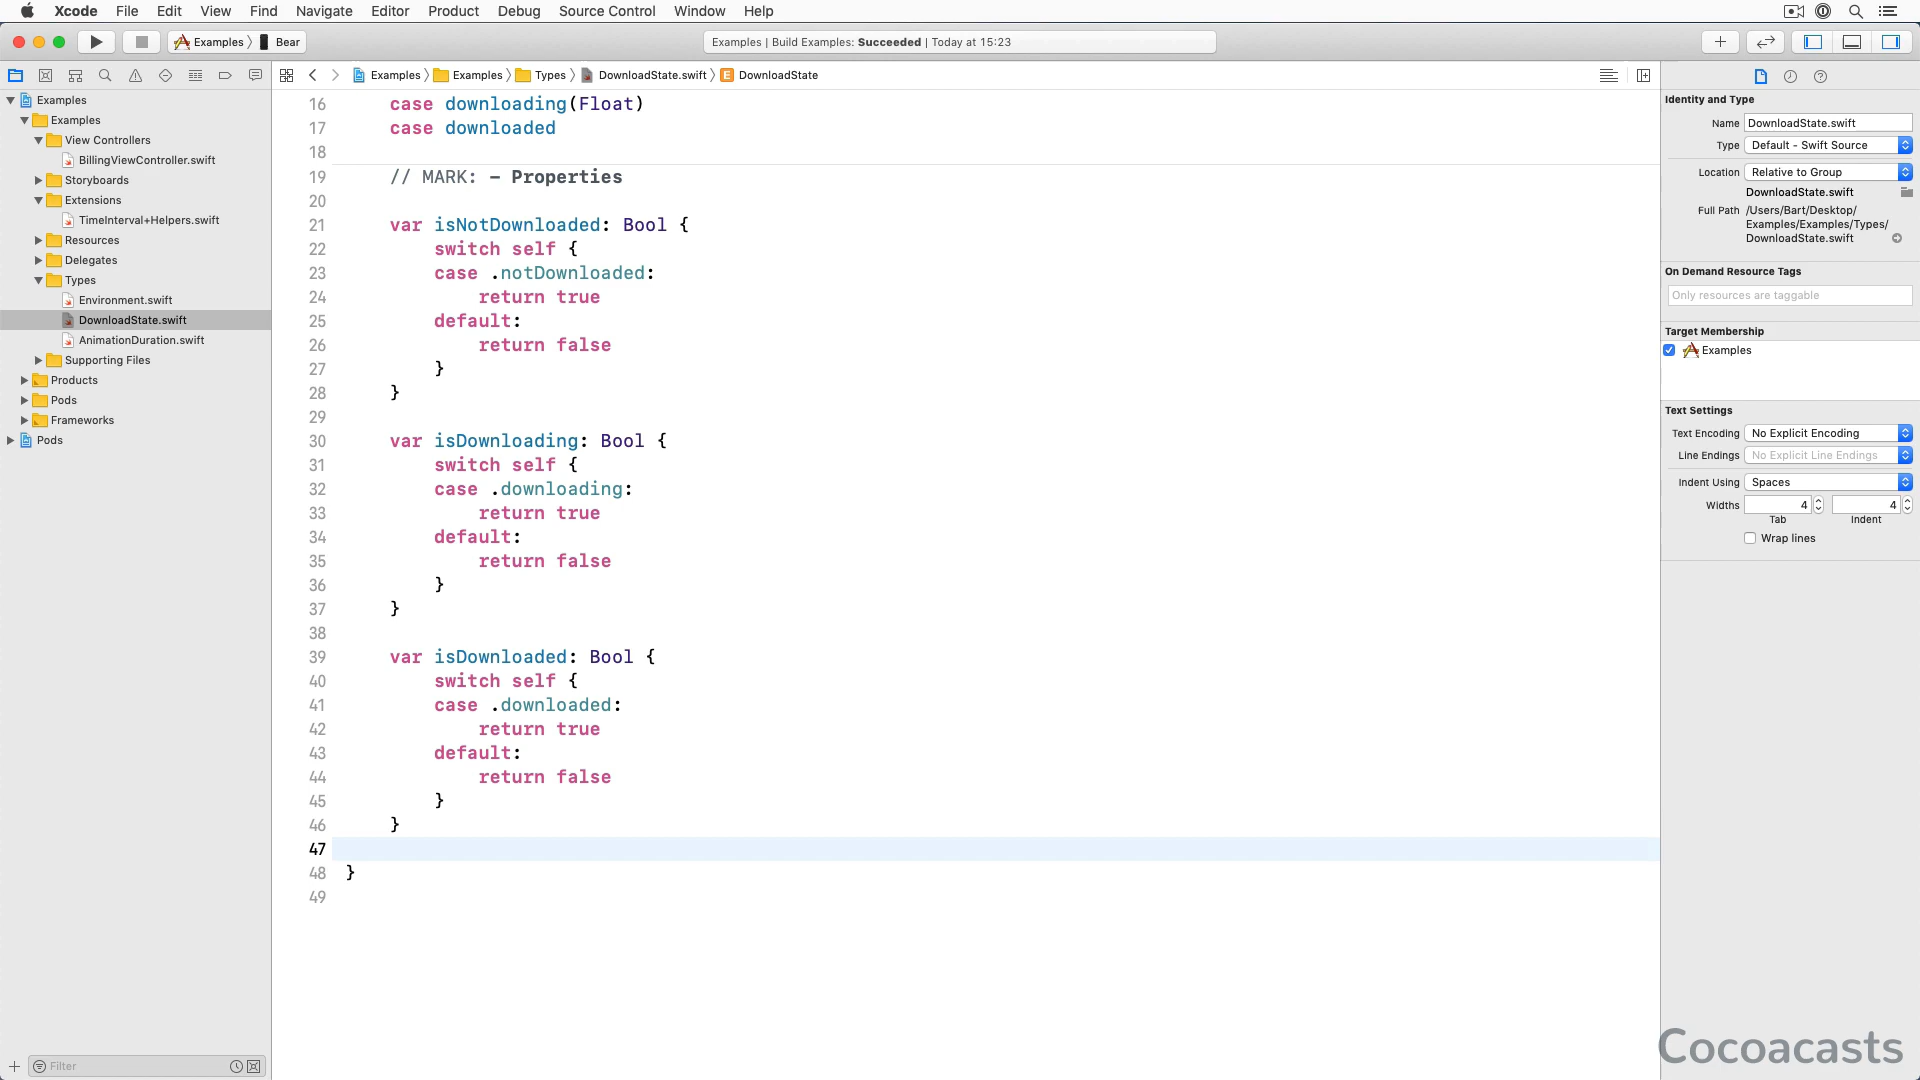 Xcode File Edit View Find Navigate Editor Product Debug Source Control Window Help
Examples Bear
Examples | Build Examples: Succeeded | Today at 15:23
Examples Examples Types DownloadState.swift E DownloadState
Examples
Examples
View Controllers
BillingViewController.swift
Storyboards
Extensions
TimeInterval+Helpers.swift
Resources
Delegates
Types
Environment.swift
DownloadState.swift
AnimationDuration.swift
Supporting Files
Products
Pods
Frameworks
Pods
Filter
16 case downloading(Float)
17 case downloaded
18
19 // MARK: - Properties
20
21 var isNotDownloaded: Bool {
22 switch self {
23 case .notDownloaded:
24 return true
25 default:
26 return false
27 }
28 }
29
30 var isDownloading: Bool {
31 switch self {
32 case .downloading:
33 return true
34 default:
35 return false
36 }
37 }
38
39 var isDownloaded: Bool {
40 switch self {
41 case .downloaded:
42 return true
43 default:
44 return false
45 }
46 }
47
48 }
49
Identity and Type
Name DownloadState.swift
Type Default - Swift Source
Location Relative to Group
DownloadState.swift
Full Path /Users/Bart/Desktop/
Examples/Examples/Types/
DownloadState.swift
On Demand Resource Tags
Only resources are taggable
Target Membership
Examples
Text Settings
Text Encoding No Explicit Encoding
Line Endings No Explicit Line Endings
Indent Using Spaces
Widths 4 4
Tab Indent
Wrap lines
Cocoacasts